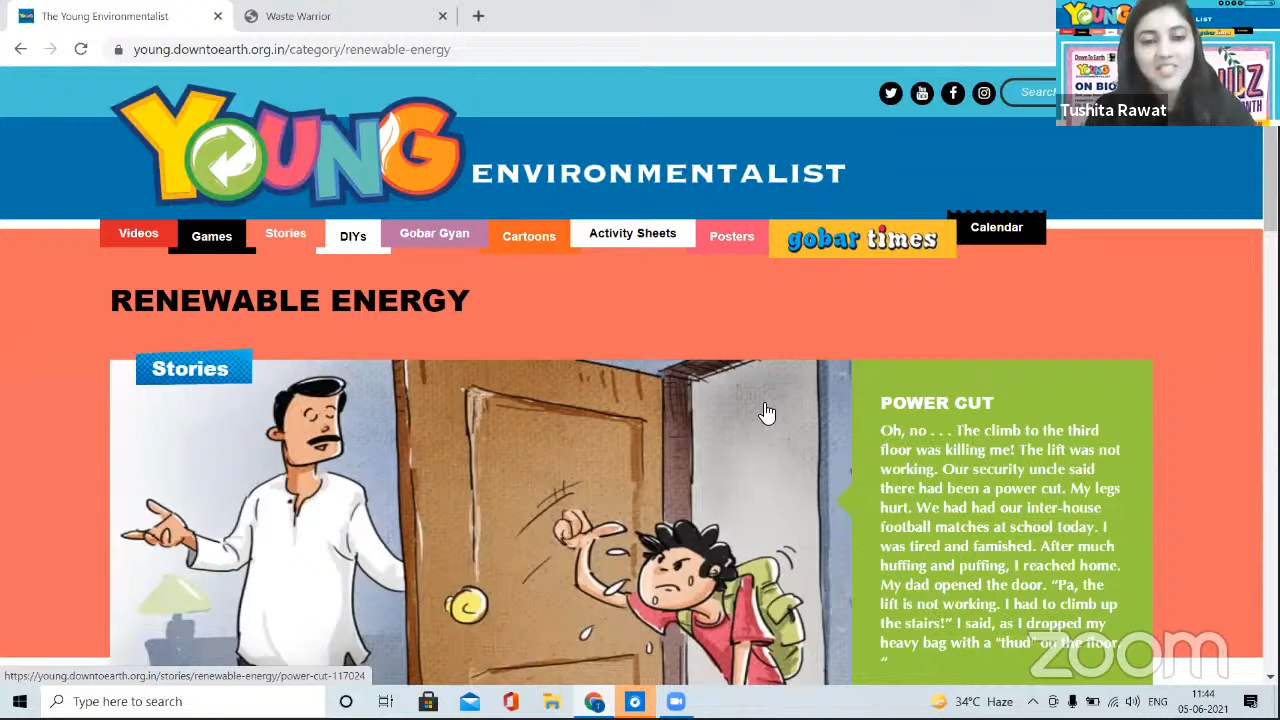 The Young Environmentalist
Waste Warrior
young.downtoearth.org.in/category/renewable-energy
YOUNG
ENVIRONMENTALIST
Search
Tushita Rawat
Videos
Games
Stories
DIYs
Gobar Gyan
Cartoons
Activity Sheets
Posters
gobar times
Calendar
RENEWABLE ENERGY
Stories
POWER CUT
Oh, no . . . The climb to the third
floor was killing me! The lift was not
working. Our security uncle said
there had been a power cut. My legs
hurt. We had had our inter-house
football matches at school today. I
was tired and famished. After much
huffing and puffing, I reached home.
My dad opened the door. “Pa, the
lift is not working. I had to climb up
the stairs!” I said, as I dropped my
heavy bag with a "thud" on the floor.
“
zoom
https://young.downtoearth.org.in/stories/renewable-energy/power-cut-117024
Type here to search
34°C Haze
ENG
11:44
05-06-2021